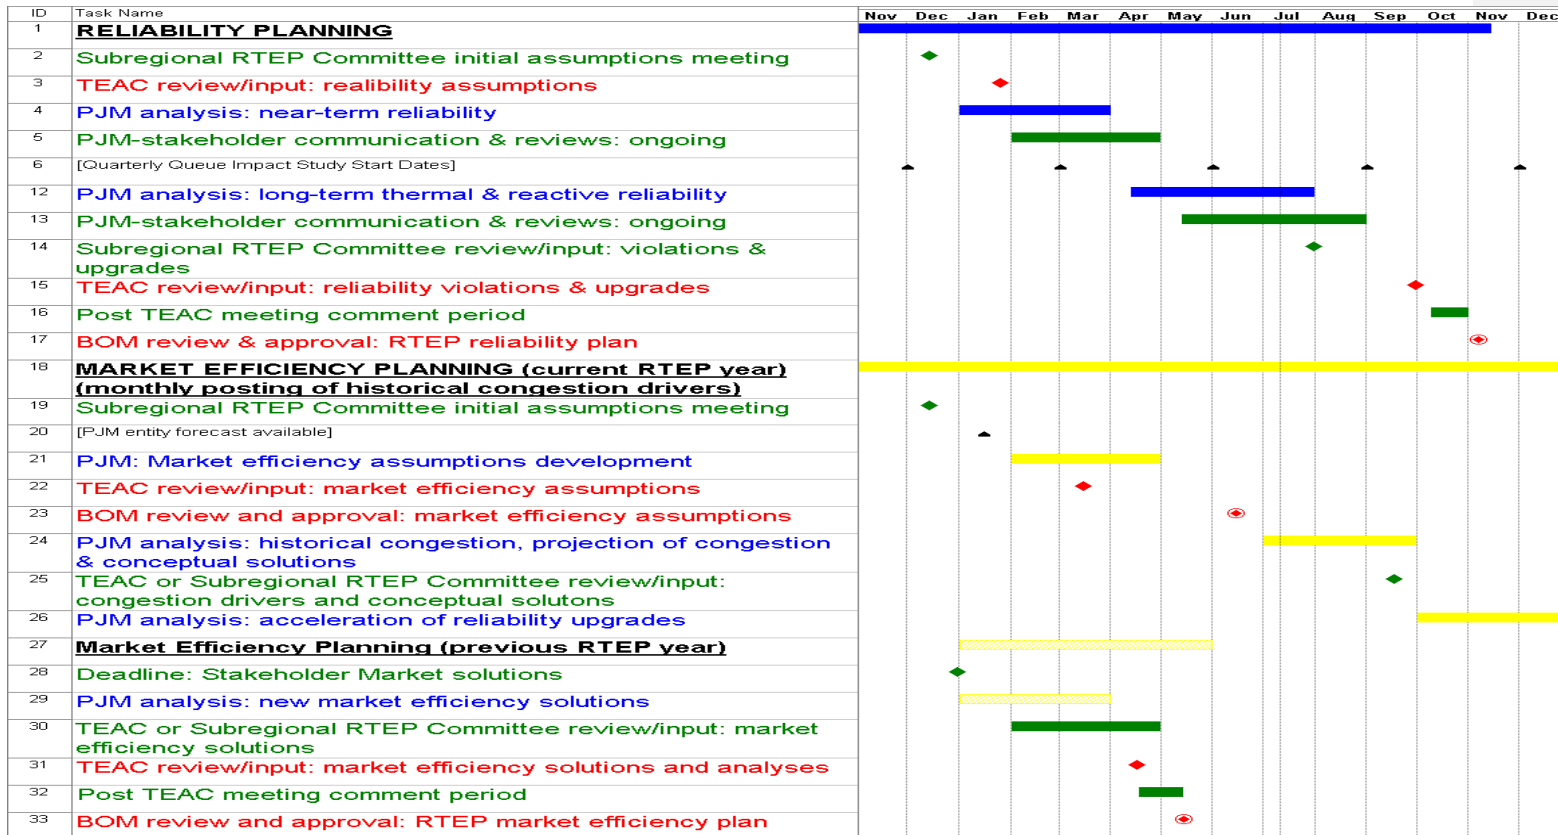 ID Task Name Nov Dec Jan Feb Mar Apr May Jun Jul Aug Sep Oct Nov Dec
1 RELIABILITY PLANNING
2 Subregional RTEP Committee initial assumptions meeting
3 TEAC review/input: realibility assumptions
4 PJM analysis: near-term reliability
5 PJM-stakeholder communication & reviews: ongoing
6 [Quarterly Queue Impact Study Start Dates]
12 PJM analysis: long-term thermal & reactive reliability
13 PJM-stakeholder communication & reviews: ongoing
14 Subregional RTEP Committee review/input: violations &
upgrades
15 TEAC review/input: reliability violations & upgrades
16 Post TEAC meeting comment period
17 BOM review & approval: RTEP reliability plan
18 MARKET EFFICIENCY PLANNING (current RTEP year)
(monthly posting of historical congestion drivers)
19 Subregional RTEP Committee initial assumptions meeting
20 [PJM entity forecast available]
21 PJM: Market efficiency assumptions development
22 TEAC review/input: market efficiency assumptions
23 BOM review and approval: market efficiency assumptions
24 PJM analysis: historical congestion, projection of congestion
& conceptual solutions
25 TEAC or Subregional RTEP Committee review/input:
congestion drivers and conceptual solutons
26 PJM analysis: acceleration of reliability upgrades
27 Market Efficiency Planning (previous RTEP year)
28 Deadline: Stakeholder Market solutions
29 PJM analysis: new market efficiency solutions
30 TEAC or Subregional RTEP Committee review/input: market
efficiency solutions
31 TEAC review/input: market efficiency solutions and analyses
32 Post TEAC meeting comment period
33 BOM review and approval: RTEP market efficiency plan